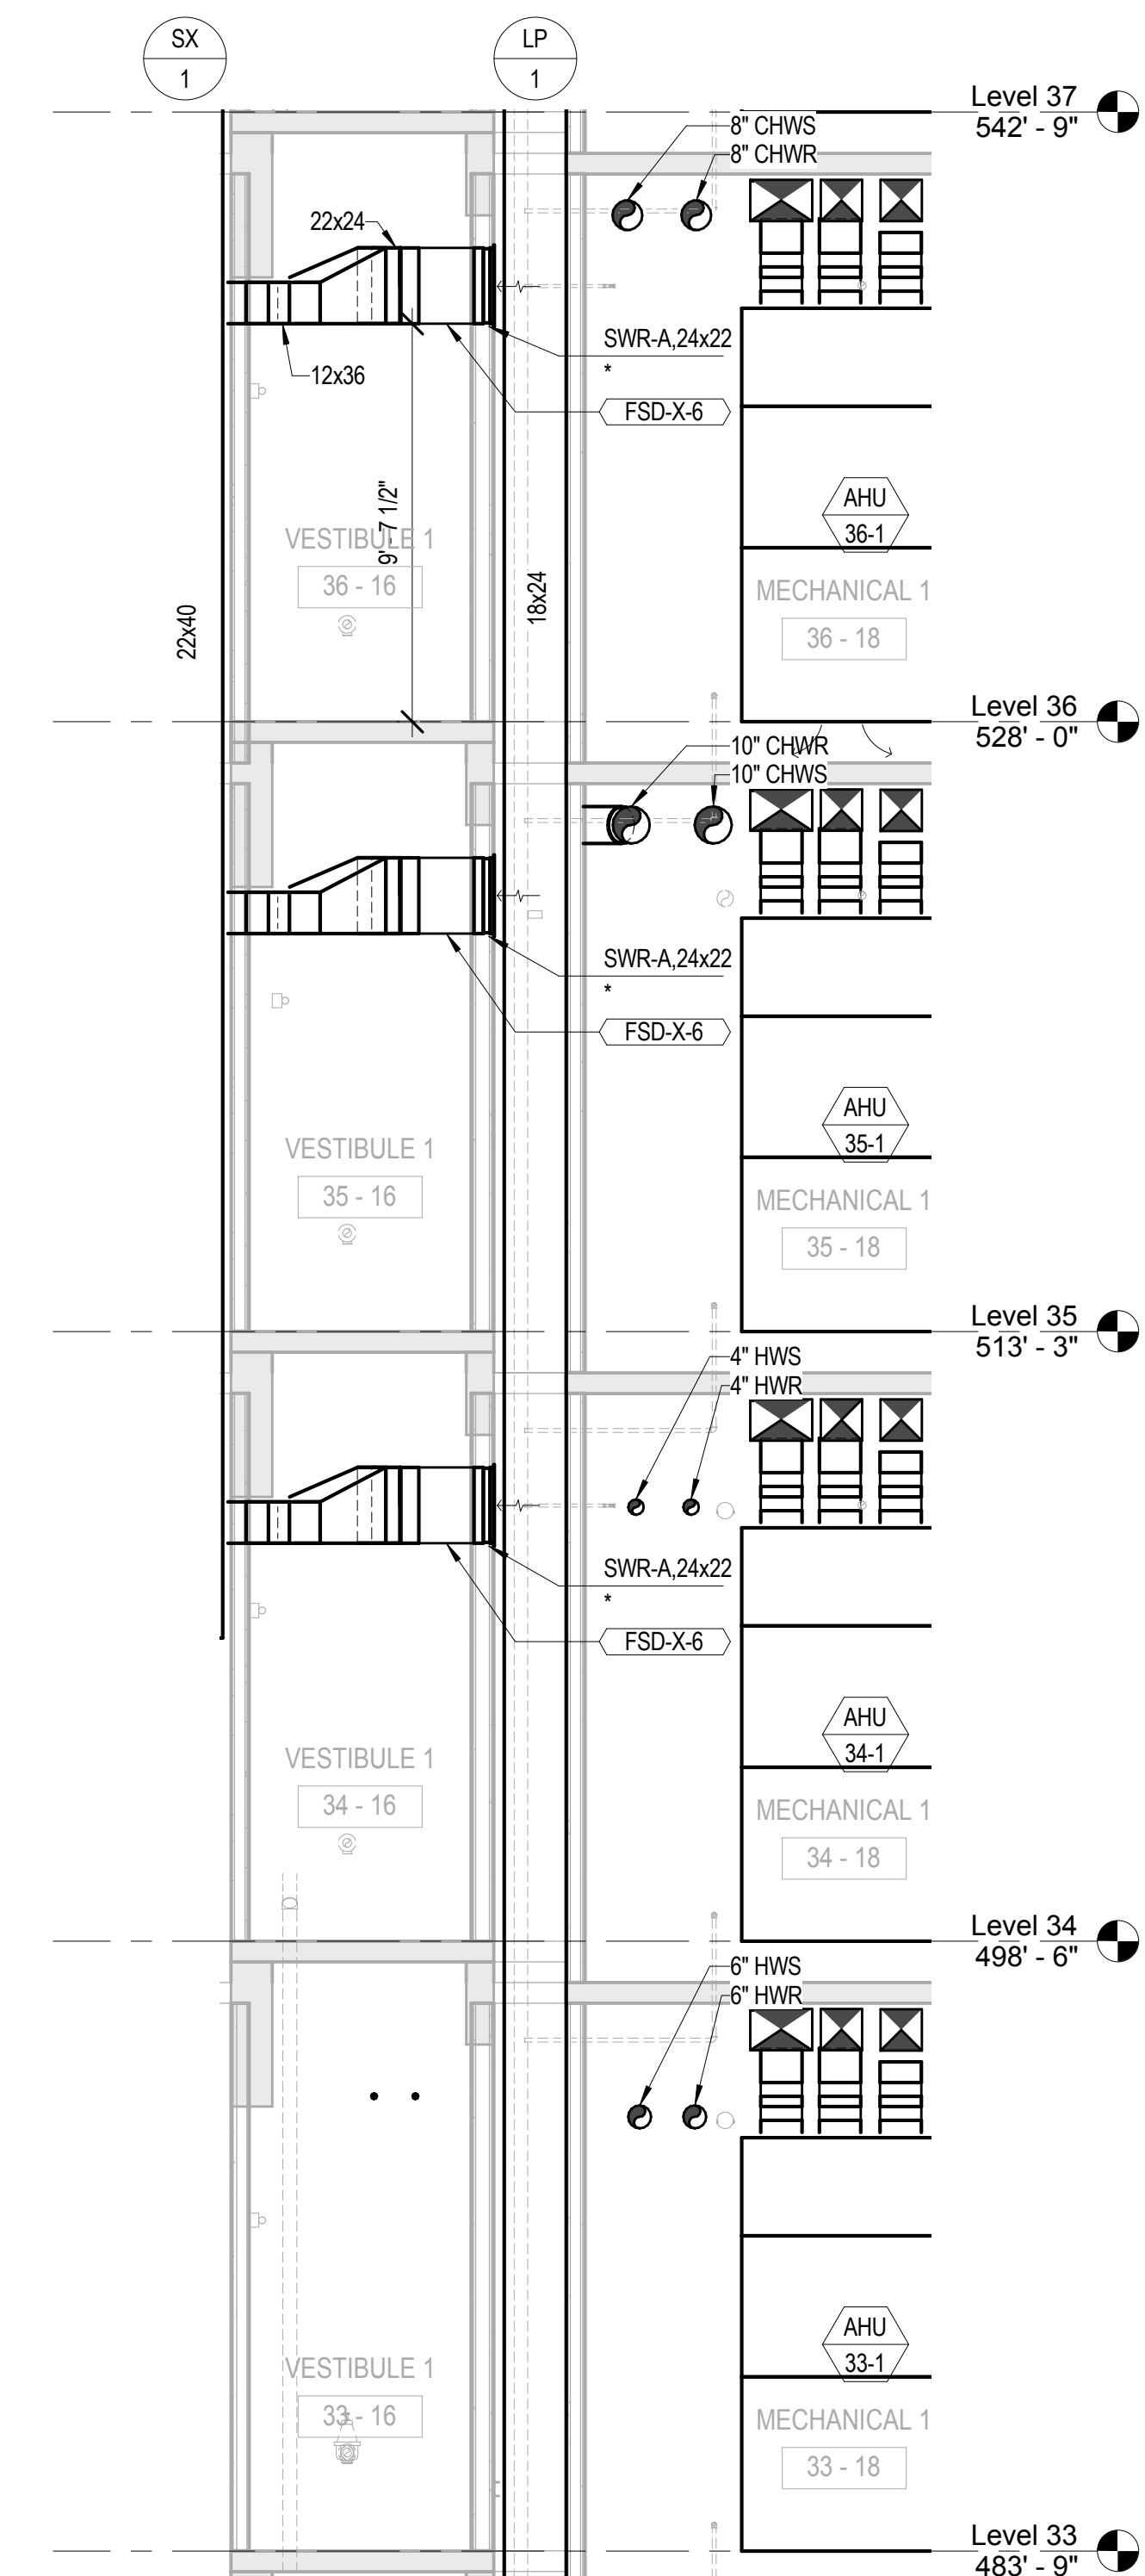 SX
1
LP
1
Level 37
542' - 9"
8" CHWS
8" CHWR
22x24
SWR-A,24x22
*
12x36
FSD-X-6
9' - 7 1/2"
AHU
36-1
VESTIBULE 1
36 - 16
22x40
18x24
MECHANICAL 1
36 - 18
Level 36
528' - 0"
10" CHWR
10" CHWS
SWR-A,24x22
*
FSD-X-6
AHU
35-1
VESTIBULE 1
35 - 16
MECHANICAL 1
35 - 18
Level 35
513' - 3"
4" HWS
4" HWR
SWR-A,24x22
*
FSD-X-6
AHU
34-1
VESTIBULE 1
34 - 16
MECHANICAL 1
34 - 18
Level 34
498' - 6"
6" HWS
6" HWR
AHU
33-1
VESTIBULE 1
33 - 16
MECHANICAL 1
33 - 18
Level 33
483' - 9"